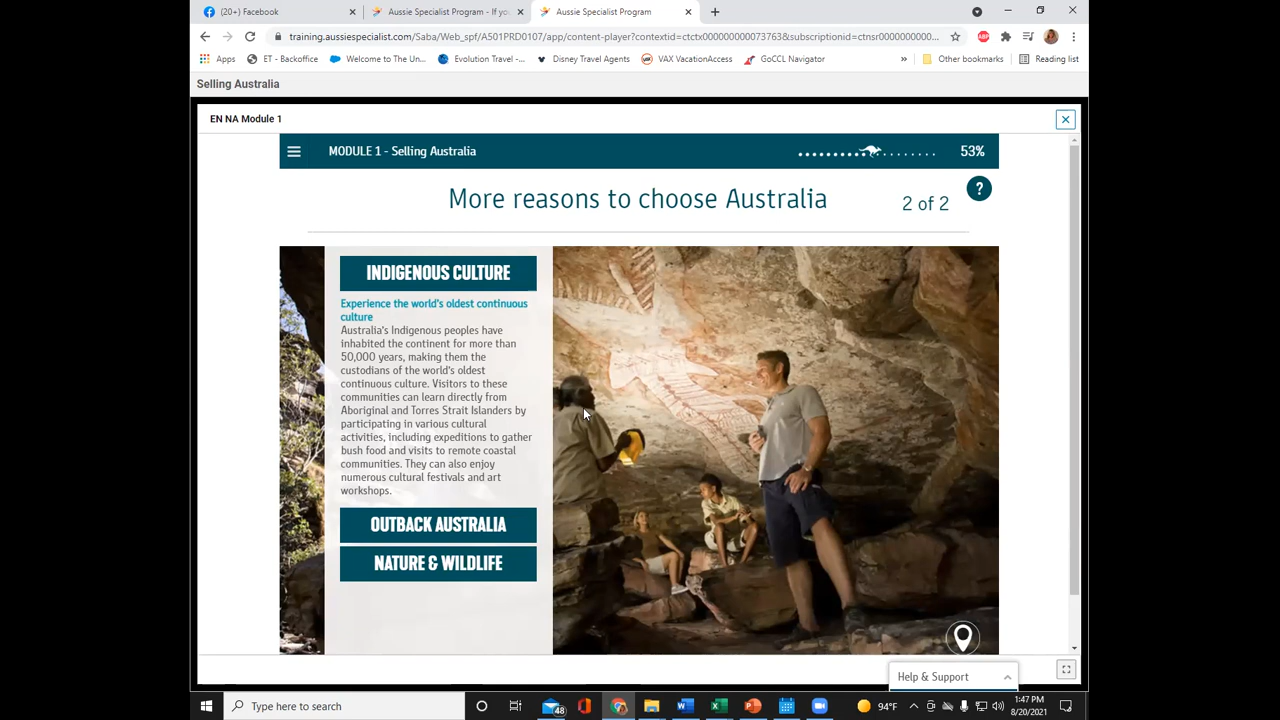 (20+) Facebook
Aussie Specialist Program - If yo
Aussie Specialist Program
training.aussiespecialist.com/Saba/Web_spf/A501PRD0107/app/content-player?contextid=ctctx000000000073763&subscriptionid=ctnsr0000000000...
ABP
Apps
ET - Backoffice
Welcome to The Un...
Evolution Travel -...
Disney Travel Agents
VAX VacationAccess
GoCCL Navigator
»
Other bookmarks
Reading list
Selling Australia
EN NA Module 1
MODULE 1 - Selling Australia
53%
More reasons to choose Australia
2 of 2
?
INDIGENOUS CULTURE
Experience the world's oldest continuous
culture
Australia's Indigenous peoples have
inhabited the continent for more than
50,000 years, making them the
custodians of the world's oldest
continuous culture. Visitors to these
communities can learn directly from
Aboriginal and Torres Strait Islanders by
participating in various cultural
activities, including expeditions to gather
bush food and visits to remote coastal
communities. They can also enjoy
numerous cultural festivals and art
workshops.
OUTBACK AUSTRALIA
NATURE & WILDLIFE
Help & Support
Type here to search
48
94°F
1:47 PM
8/20/2021